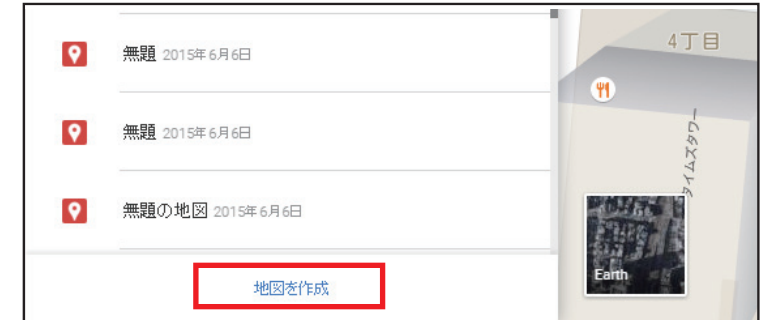 無題 2015年6月6日
無題 2015年6月6日
無題の地図 2015年6月6日
地図を作成
4丁目
タイムズタワー
Earth